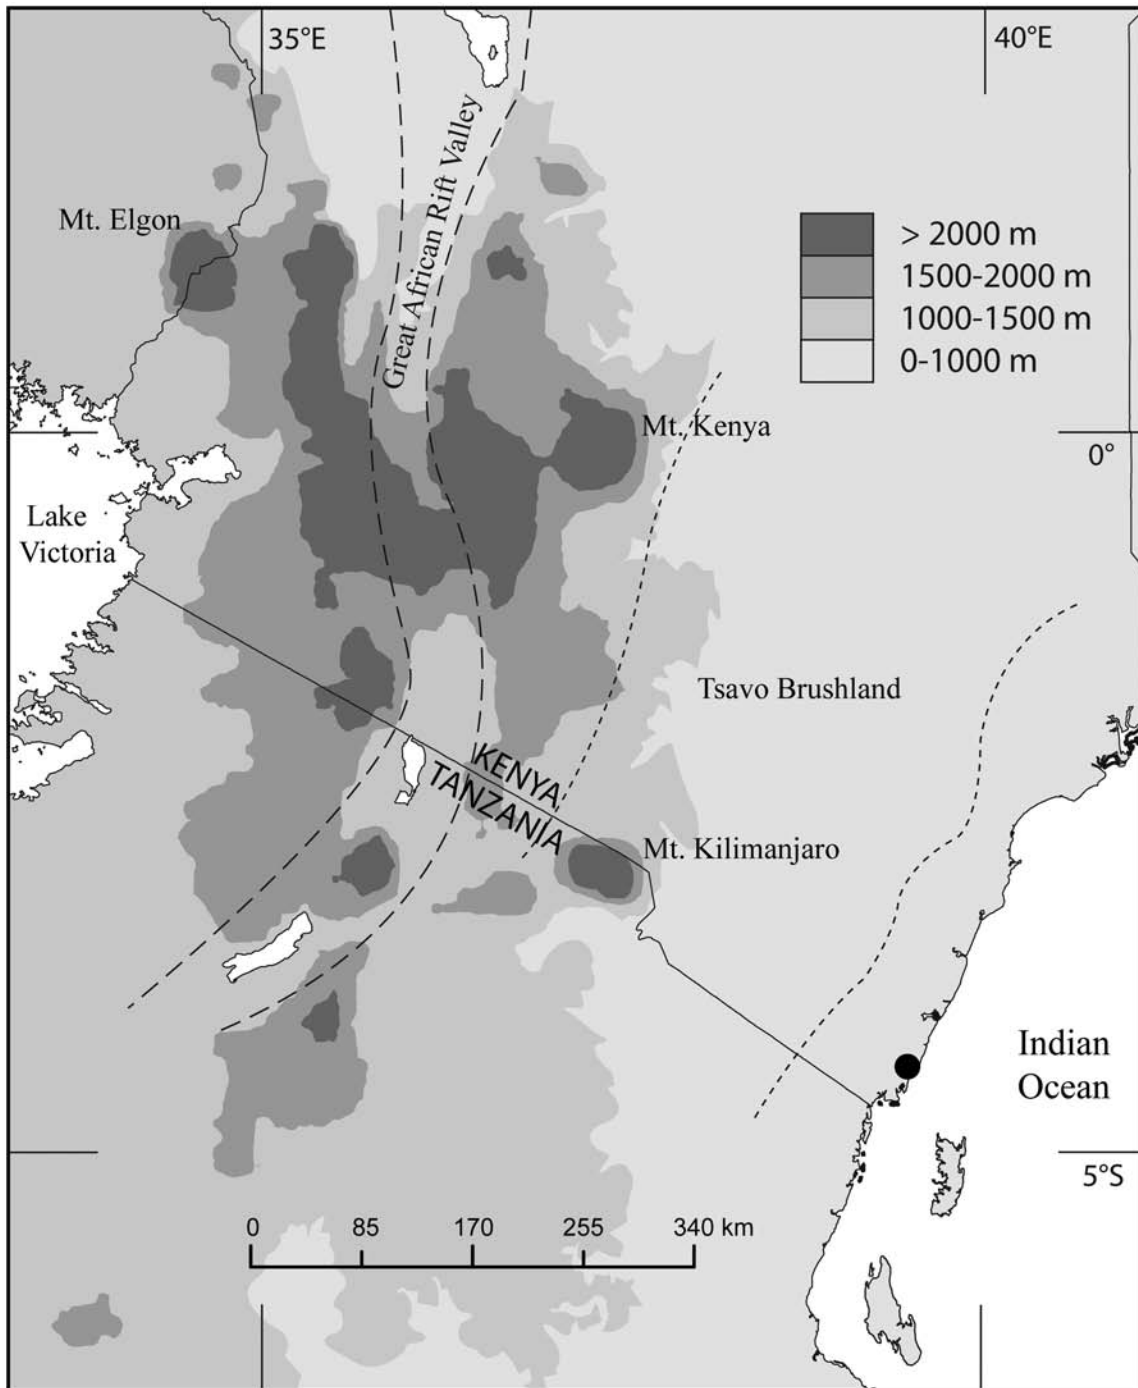 35°E
40°E
Great African Rift Valley
Mt. Elgon
> 2000 m
1500-2000 m
1000-1500 m
0-1000 m
Mt. Kenya
0°
Lake
Victoria
Tsavo Brushland
KENYA
TANZANIA
Mt. Kilimanjaro
Indian
Ocean
5°S
0 85 170 255 340 km